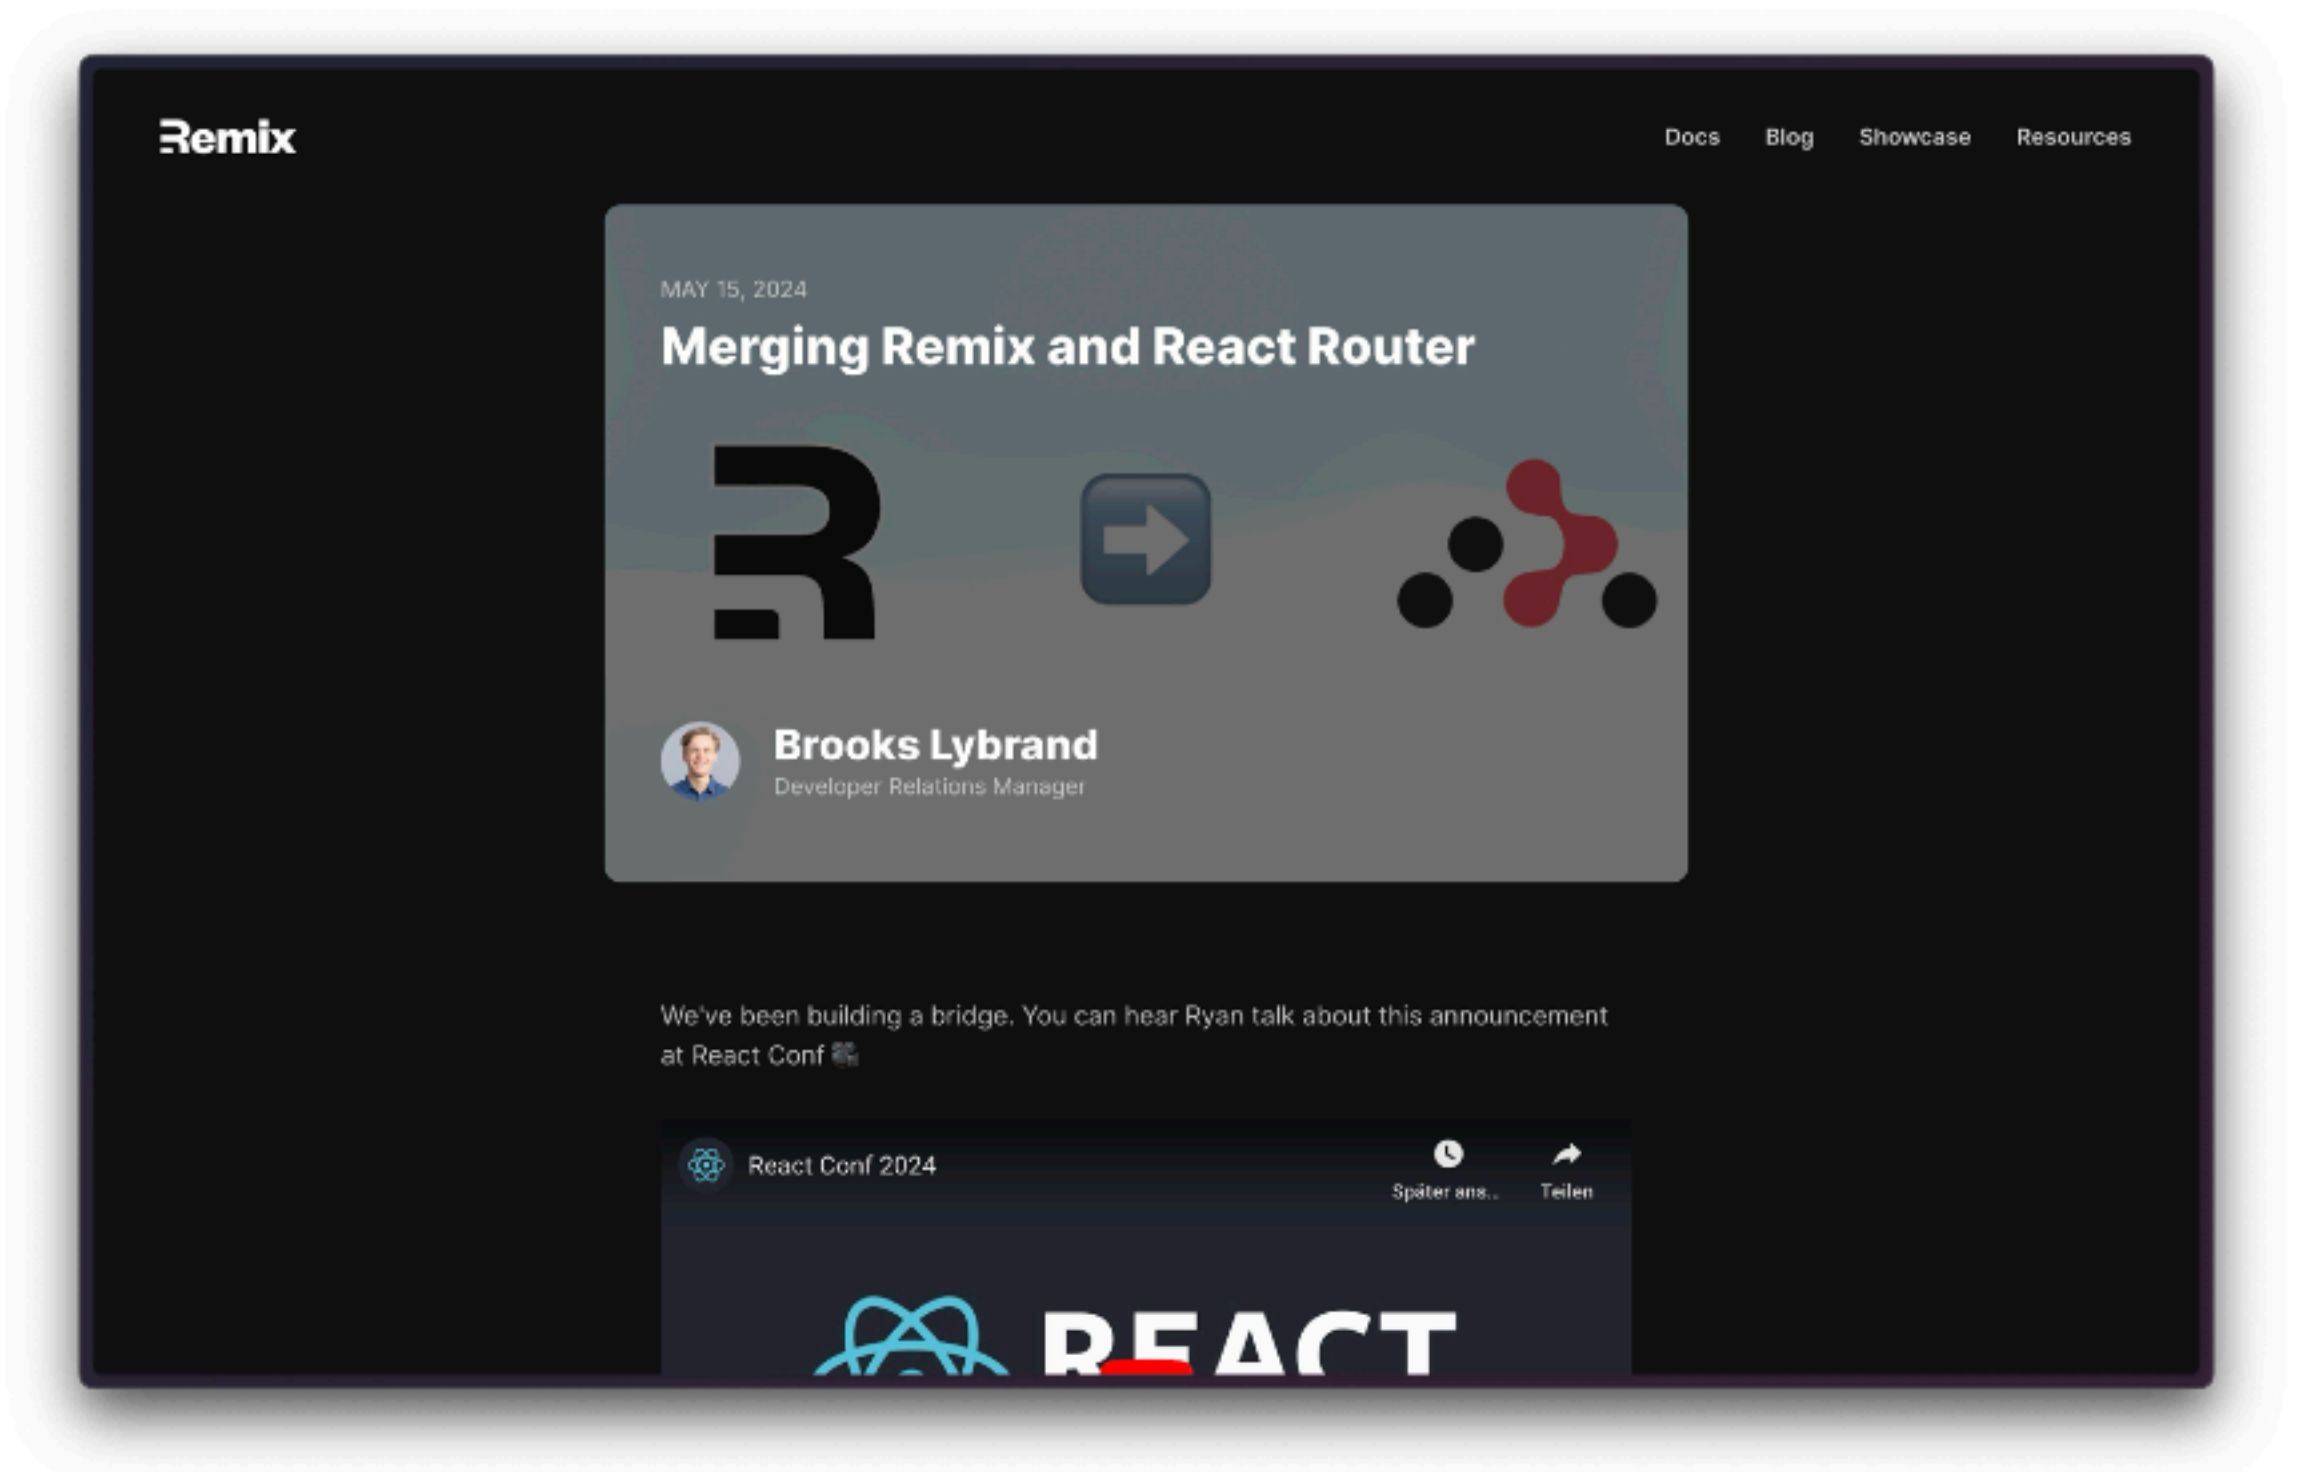 Remix
Docs Blog Showcase Resources
MAY 15, 2024
Merging Remix and React Router
Brooks Lybrand
Developer Relations Manager
We've been building a bridge. You can hear Ryan talk about this announcement
at React Conf 🎥
React Conf 2024
Später ans... Teilen
REACT